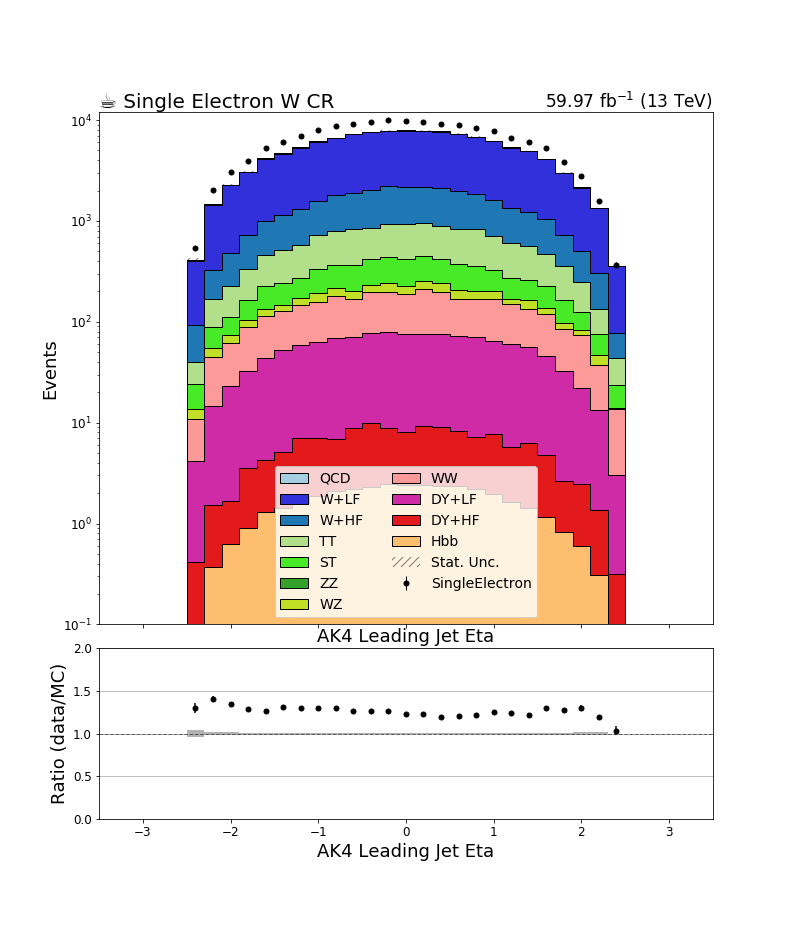 ☕ Single Electron W CR
59.97 fb⁻¹ (13 TeV)
Events
10⁴
10³
10²
10¹
10⁰
10⁻¹
QCD
W+LF
W+HF
TT
ST
ZZ
WZ
WW
DY+LF
DY+HF
Hbb
Stat. Unc.
SingleElectron
AK4 Leading Jet Eta
Ratio (data/MC)
2.0
1.5
1.0
0.5
0.0
−3 −2 −1 0 1 2 3
AK4 Leading Jet Eta